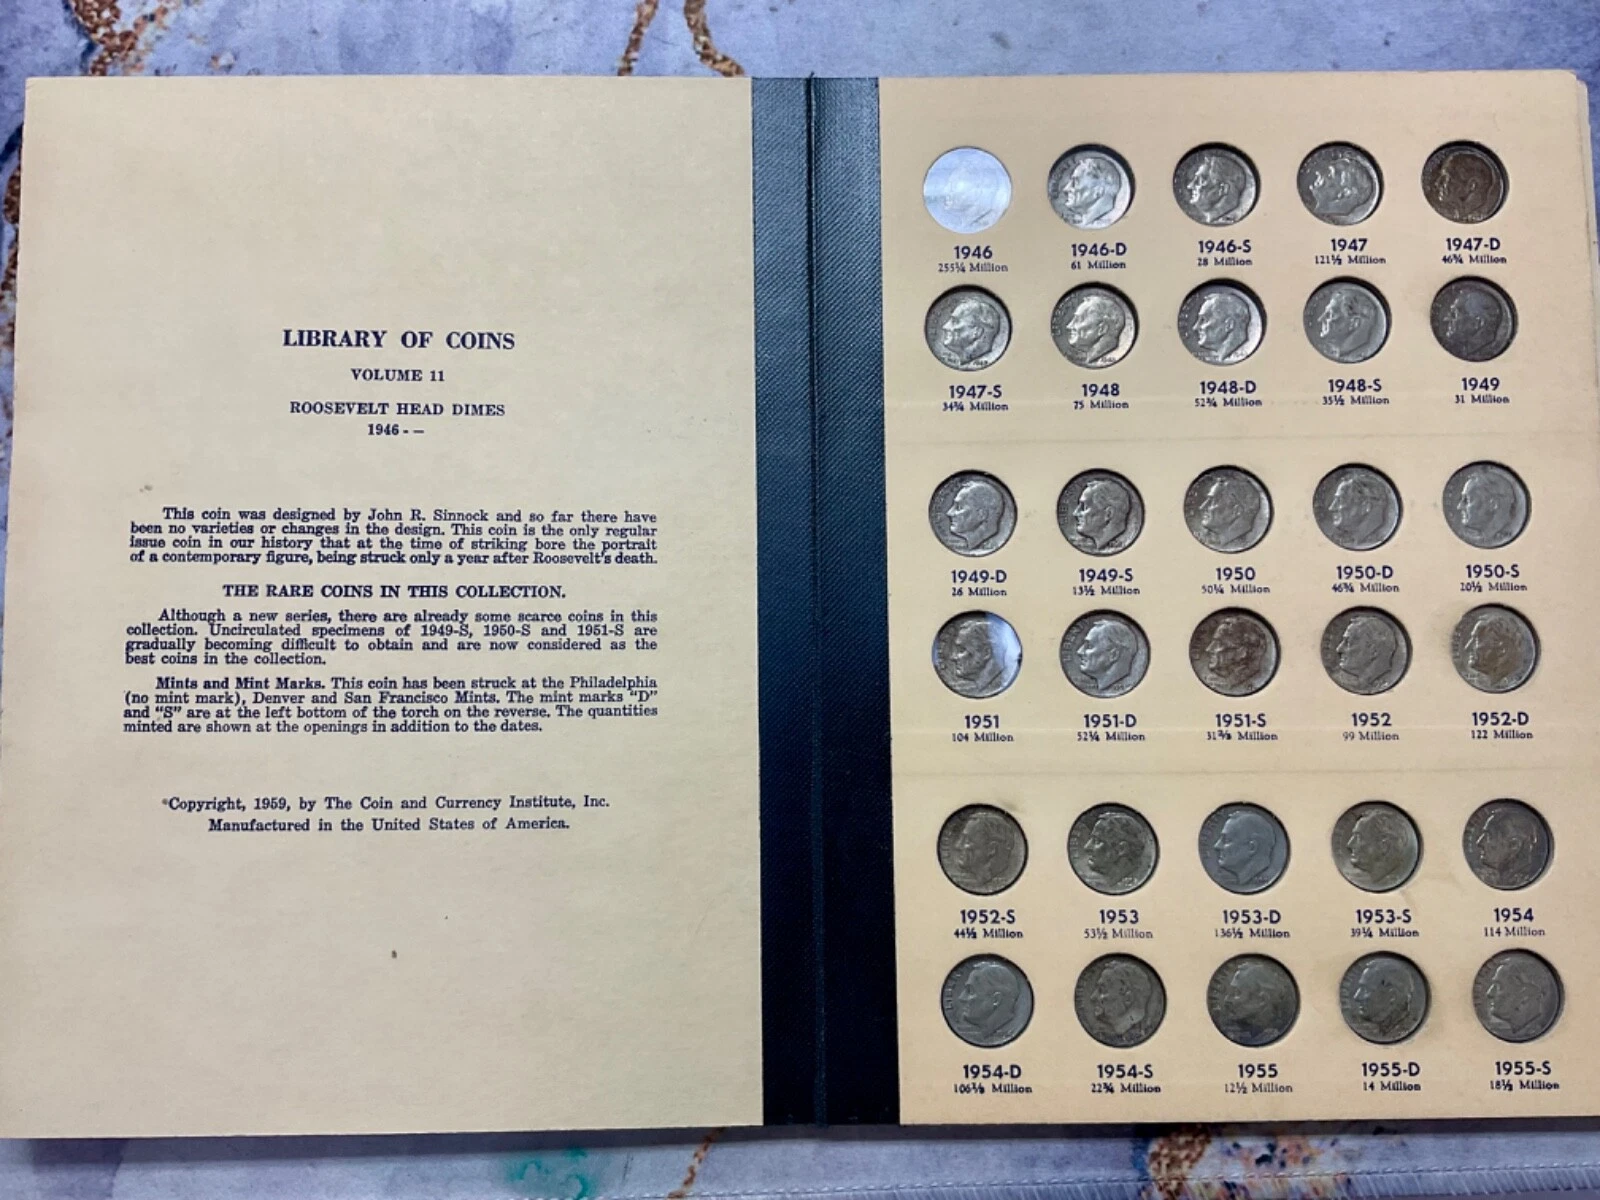 LIBRARY OF COINS
VOLUME 11
ROOSEVELT HEAD DIMES
1946 - —
This coin was designed by John R. Sinnock and so far there have
been no varieties or changes in the design. This coin is the only regular
issue coin in our history that at the time of striking bore the portrait
of a contemporary figure, being struck only a year after Roosevelt's death.
THE RARE COINS IN THIS COLLECTION.
Although a new series, there are already some scarce coins in this
collection. Uncirculated specimens of 1949-S, 1950-S and 1951-S are
gradually becoming difficult to obtain and are now considered as the
best coins in the collection.
Mints and Mint Marks. This coin has been struck at the Philadelphia
(no mint mark), Denver and San Francisco Mints. The mint marks "D"
and "S" are at the left bottom of the torch on the reverse. The quantities
minted are shown at the openings in addition to the dates.
Copyright, 1959, by The Coin and Currency Institute, Inc.
Manufactured in the United States of America.
1946 1946-D 1946-S 1947 1947-D
255¼ Million 61 Million 28 Million 121½ Million 46¾ Million
1947-S 1948 1948-D 1948-S 1949
34¾ Million 75 Million 52¾ Million 35½ Million 31 Million
1949-D 1949-S 1950 1950-D 1950-S
26 Million 13½ Million 50¼ Million 46¾ Million 20½ Million
1951 1951-D 1951-S 1952 1952-D
104 Million 52¼ Million Million 99 Million 122 Million
1952-S 1953 1953-D 1953-S 1954
44½ Million 53½ Million 136½ Million 39¼ Million 114 Million
1954-D 1954-S 1955 1955-D 1955-S
Million 22¾ Million 12½ Million 14 Million 18½ Million